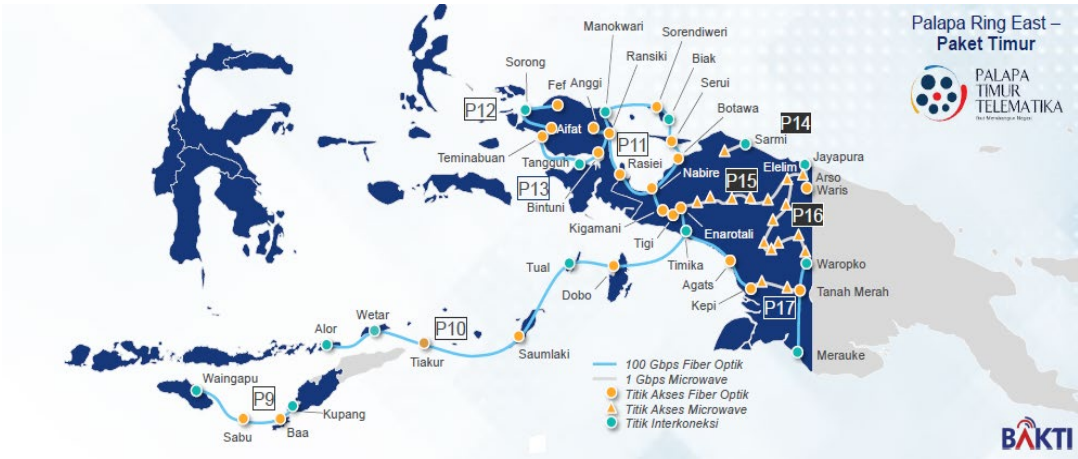 Palapa Ring East –
Paket Timur
PALAPA
TIMUR
TELEMATIKA
Manokwari
Sorendiweri
Sorong
Fef
Anggi
Ransiki
Biak
Serui
Botawa
P12
P14
Sarmi
Aifat
P11
Teminabuan
Tangguh
Rasiei
Elelim
Jayapura
P13
Nabire
P15
Arso
Waris
Bintuni
Kigamani
P16
Enarotali
Tigi
Tual
Timika
Waropko
Dobo
Agats
Kepi
Tanah Merah
P17
Wetar
Alor
P10
Tiakur
Saumlaki
Merauke
Waingapu
P9
Kupang
Sabu
Baa
100 Gbps Fiber Optik
1 Gbps Microwave
Titik Akses Fiber Optik
Titik Akses Microwave
Titik Interkoneksi
BAKTI